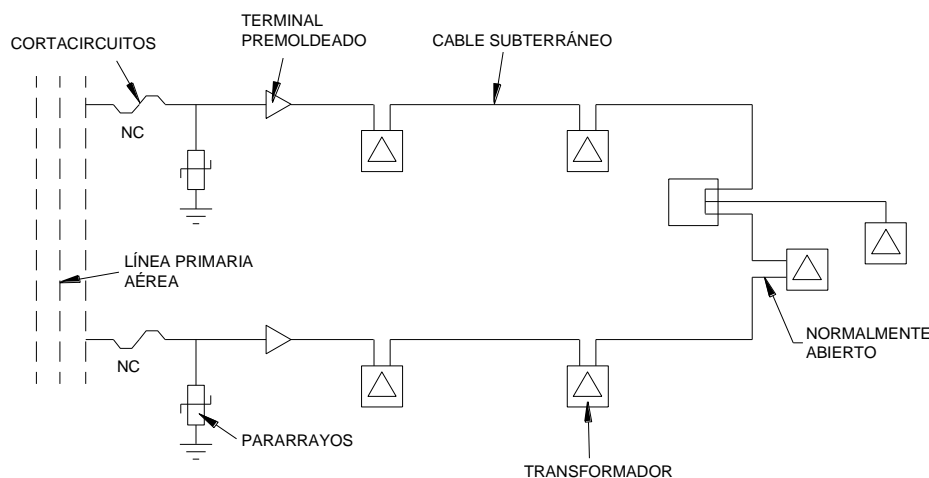 TERMINAL
PREMOLDEADO
CORTACIRCUITOS
CABLE SUBTERRÁNEO
NC
LÍNEA PRIMARIA
AÉREA
NC
NORMALMENTE
ABIERTO
PARARRAYOS
TRANSFORMADOR